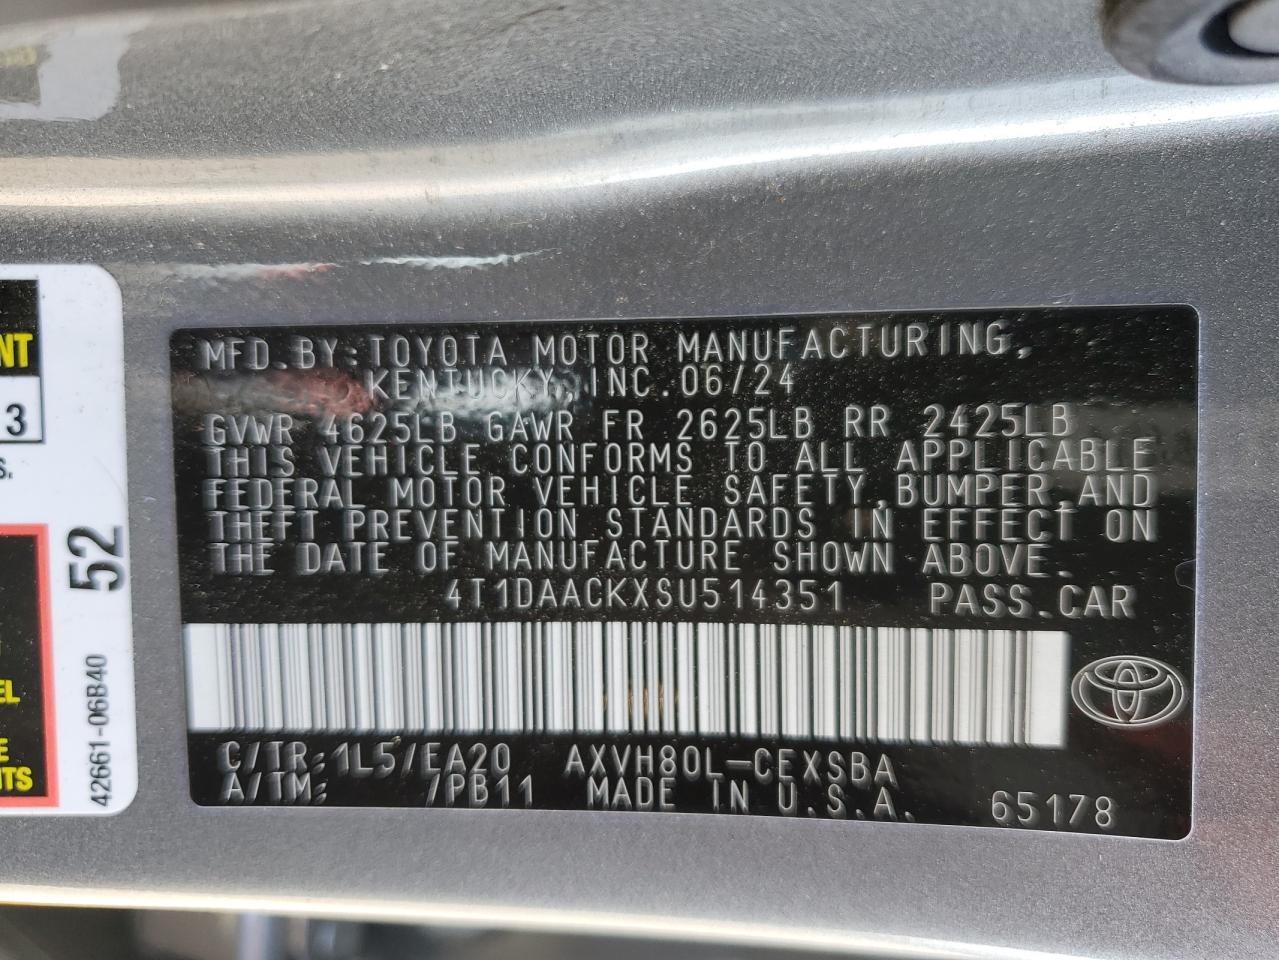 MFD.BY:TOYOTA MOTOR MANUFACTURING,
KENTUCKY, INC.06/24
GVWR 4625LB GAWR FR 2625LB RR 2425LB
THIS VEHICLE CONFORMS TO ALL APPLICABLE
FEDERAL MOTOR VEHICLE SAFETY,BUMPER,AND
THEFT PREVENTION STANDARDS IN EFFECT ON
THE DATE OF MANUFACTURE SHOWN ABOVE.
4T1DAACKXSU514351 PASS.CAR
C/TR:1L5/EA20 AXVH80L-CEXSBA
A/TM: /PB11 MADE IN U.S.A. 65178
NT
3
S.
52
EL
E
NTS
42661-06B40